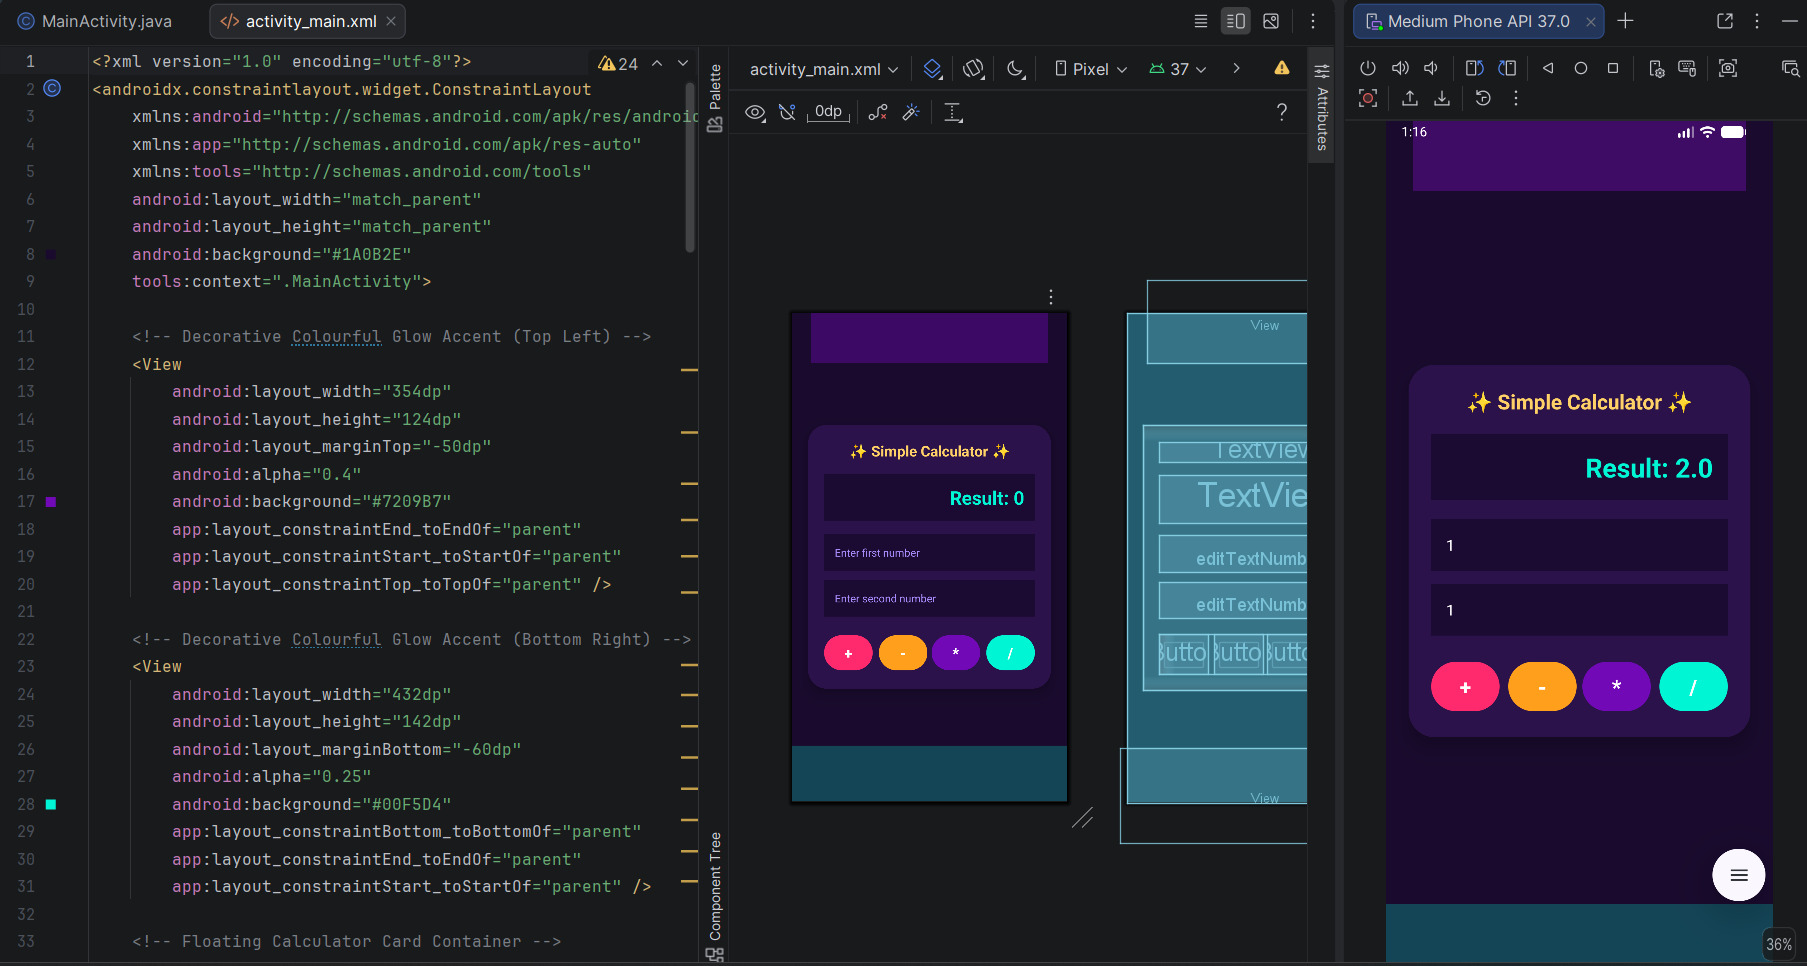 MainActivity.java
activity_main.xml
Medium Phone API 37.0
1 <?xml version="1.0" encoding="utf-8"?>
24
2 <androidx.constraintlayout.widget.ConstraintLayout
3 xmlns:android="http://schemas.android.com/apk/res/androi
4 xmlns:app="http://schemas.android.com/apk/res-auto"
5 xmlns:tools="http://schemas.android.com/tools"
6 android:layout_width="match_parent"
7 android:layout_height="match_parent"
8 android:background="#1A0B2E"
9 tools:context=".MainActivity">
10
11 <!-- Decorative Colourful Glow Accent (Top Left) -->
12 <View
13 android:layout_width="354dp"
14 android:layout_height="124dp"
15 android:layout_marginTop="-50dp"
16 android:alpha="0.4"
17 android:background="#7209B7"
18 app:layout_constraintEnd_toEndOf="parent"
19 app:layout_constraintStart_toStartOf="parent"
20 app:layout_constraintTop_toTopOf="parent" />
21
22 <!-- Decorative Colourful Glow Accent (Bottom Right) -->
23 <View
24 android:layout_width="432dp"
25 android:layout_height="142dp"
26 android:layout_marginBottom="-60dp"
27 android:alpha="0.25"
28 android:background="#00F5D4"
29 app:layout_constraintBottom_toBottomOf="parent"
30 app:layout_constraintEnd_toEndOf="parent"
31 app:layout_constraintStart_toStartOf="parent" />
32
33 <!-- Floating Calculator Card Container -->
Palette
Component Tree
activity_main.xml
Pixel
37
0dp
?
Attributes
✨ Simple Calculator ✨
Result: 0
Enter first number
Enter second number
+ - * /
View
TextView
TextVie
editTextNumb
editTextNumb
Butto Butto Butto
View
1:16
✨ Simple Calculator ✨
Result: 2.0
1
1
+ - * /
36%